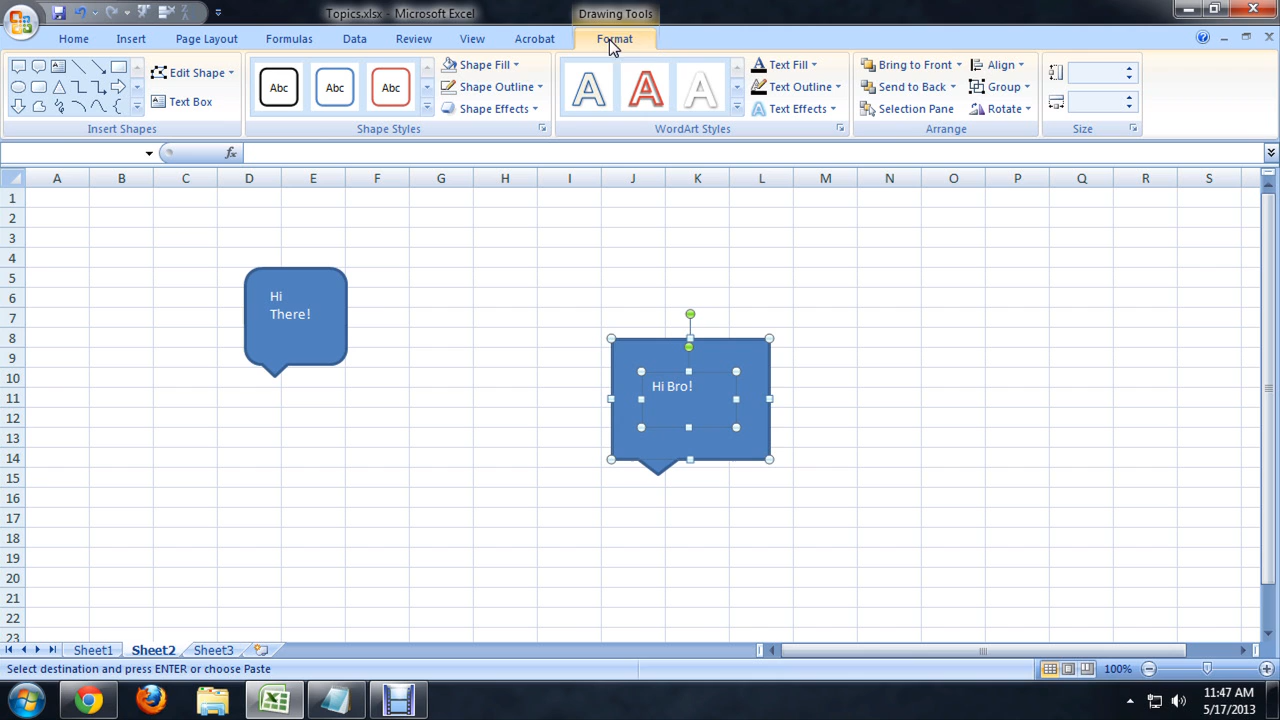 Topics.xlsx - Microsoft Excel
Drawing Tools
Home Insert Page Layout Formulas Data Review View Acrobat Format
Edit Shape
Text Box
Insert Shapes
Abc Abc Abc
Shape Fill
Shape Outline
Shape Effects
Shape Styles
A A A
Text Fill
Text Outline
Text Effects
WordArt Styles
Bring to Front
Send to Back
Selection Pane
Align
Group
Rotate
Arrange
Size
fx
A B C D E F G H I J K L M N O P Q R S
1
2
3
4
5
6
7
8
9
10
11
12
13
14
15
16
17
18
19
20
21
22
23
Hi
There!
Hi Bro!
Sheet1 Sheet2 Sheet3
Select destination and press ENTER or choose Paste
100%
11:47 AM
5/17/2013